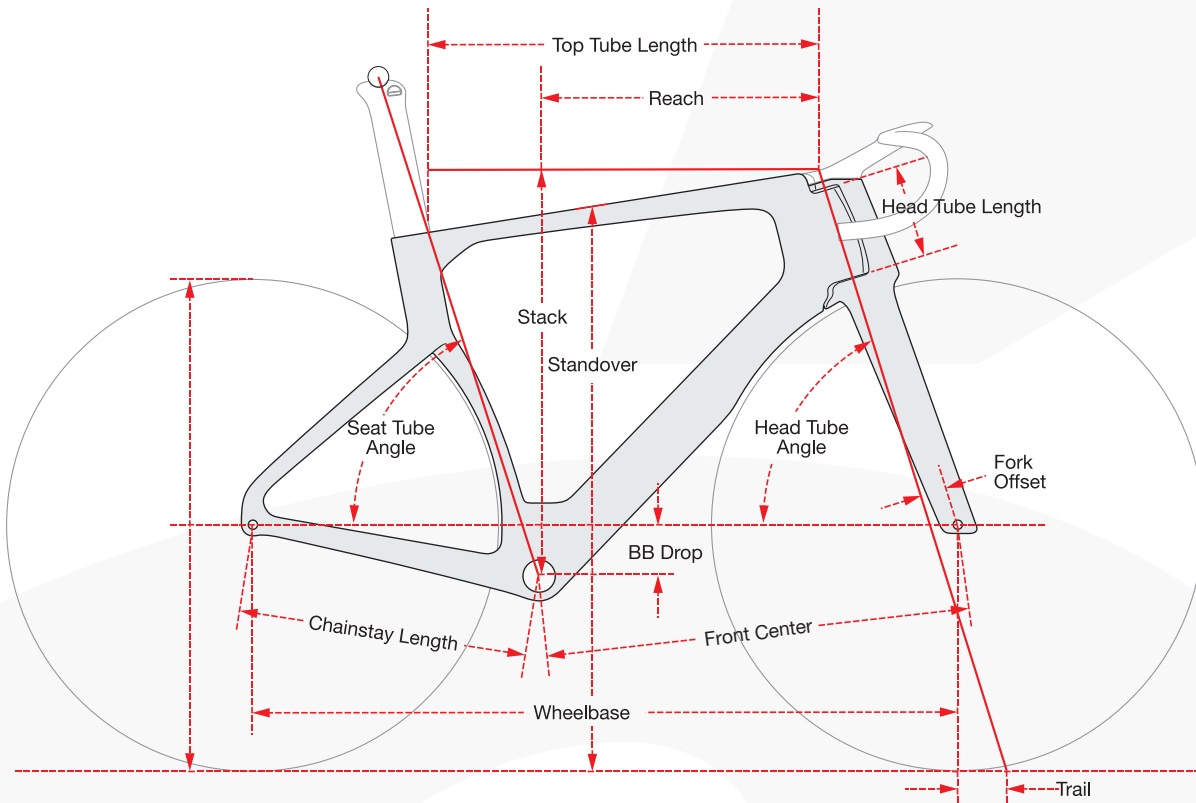 Top Tube Length
Reach
Head Tube Length
Stack
Standover
Seat Tube
Angle
Head Tube
Angle
Fork
Offset
BB Drop
Chainstay Length
Front Center
Wheelbase
Trail